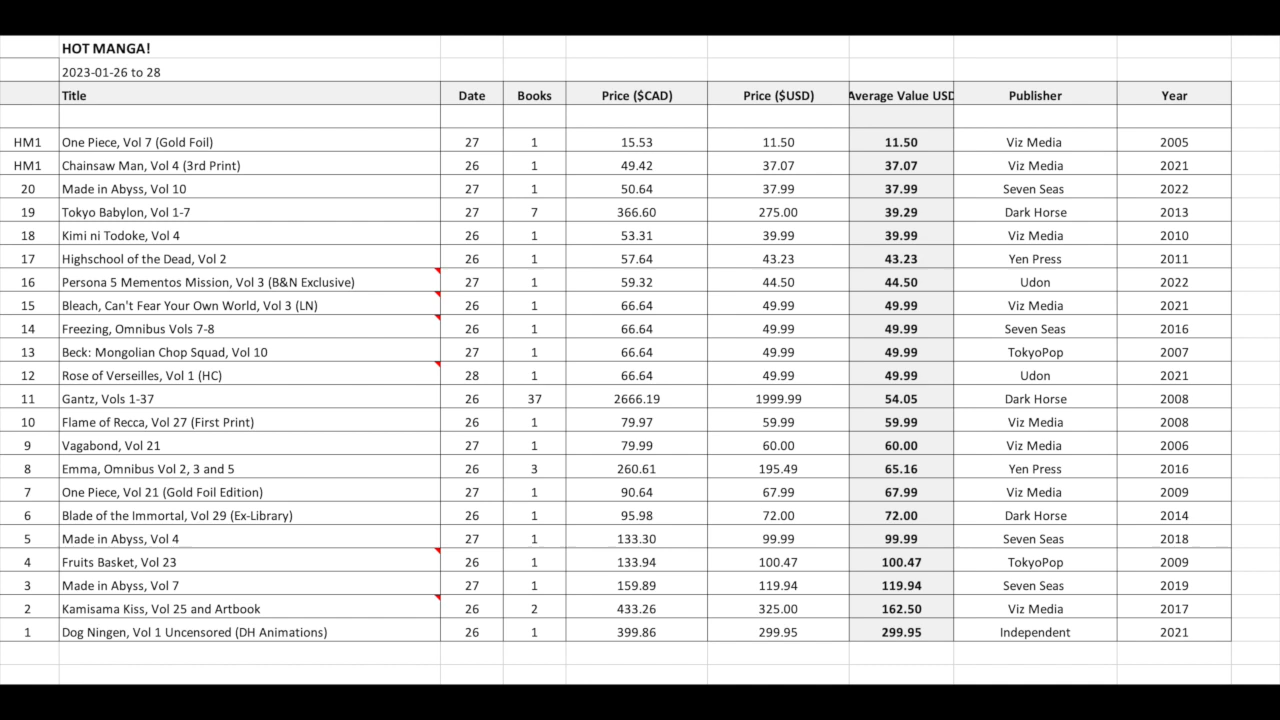 HOT MANGA!
2023-01-26 to 28
Title Date Books Price ($CAD) Price ($USD) Average Value USD Publisher Year
HM1 One Piece, Vol 7 (Gold Foil) 27 1 15.53 11.50 11.50 Viz Media 2005
HM1 Chainsaw Man, Vol 4 (3rd Print) 26 1 49.42 37.07 37.07 Viz Media 2021
20 Made in Abyss, Vol 10 27 1 50.64 37.99 37.99 Seven Seas 2022
19 Tokyo Babylon, Vol 1-7 27 7 366.60 275.00 39.29 Dark Horse 2013
18 Kimi ni Todoke, Vol 4 26 1 53.31 39.99 39.99 Viz Media 2010
17 Highschool of the Dead, Vol 2 26 1 57.64 43.23 43.23 Yen Press 2011
16 Persona 5 Mementos Mission, Vol 3 (B&N Exclusive) 27 1 59.32 44.50 44.50 Udon 2022
15 Bleach, Can't Fear Your Own World, Vol 3 (LN) 26 1 66.64 49.99 49.99 Viz Media 2021
14 Freezing, Omnibus Vols 7-8 26 1 66.64 49.99 49.99 Seven Seas 2016
13 Beck: Mongolian Chop Squad, Vol 10 27 1 66.64 49.99 49.99 TokyoPop 2007
12 Rose of Verseilles, Vol 1 (HC) 28 1 66.64 49.99 49.99 Udon 2021
11 Gantz, Vols 1-37 26 37 2666.19 1999.99 54.05 Dark Horse 2008
10 Flame of Recca, Vol 27 (First Print) 26 1 79.97 59.99 59.99 Viz Media 2008
9 Vagabond, Vol 21 27 1 79.99 60.00 60.00 Viz Media 2006
8 Emma, Omnibus Vol 2, 3 and 5 26 3 260.61 195.49 65.16 Yen Press 2016
7 One Piece, Vol 21 (Gold Foil Edition) 27 1 90.64 67.99 67.99 Viz Media 2009
6 Blade of the Immortal, Vol 29 (Ex-Library) 26 1 95.98 72.00 72.00 Dark Horse 2014
5 Made in Abyss, Vol 4 27 1 133.30 99.99 99.99 Seven Seas 2018
4 Fruits Basket, Vol 23 26 1 133.94 100.47 100.47 TokyoPop 2009
3 Made in Abyss, Vol 7 27 1 159.89 119.94 119.94 Seven Seas 2019
2 Kamisama Kiss, Vol 25 and Artbook 26 2 433.26 325.00 162.50 Viz Media 2017
1 Dog Ningen, Vol 1 Uncensored (DH Animations) 26 1 399.86 299.95 299.95 Independent 2021